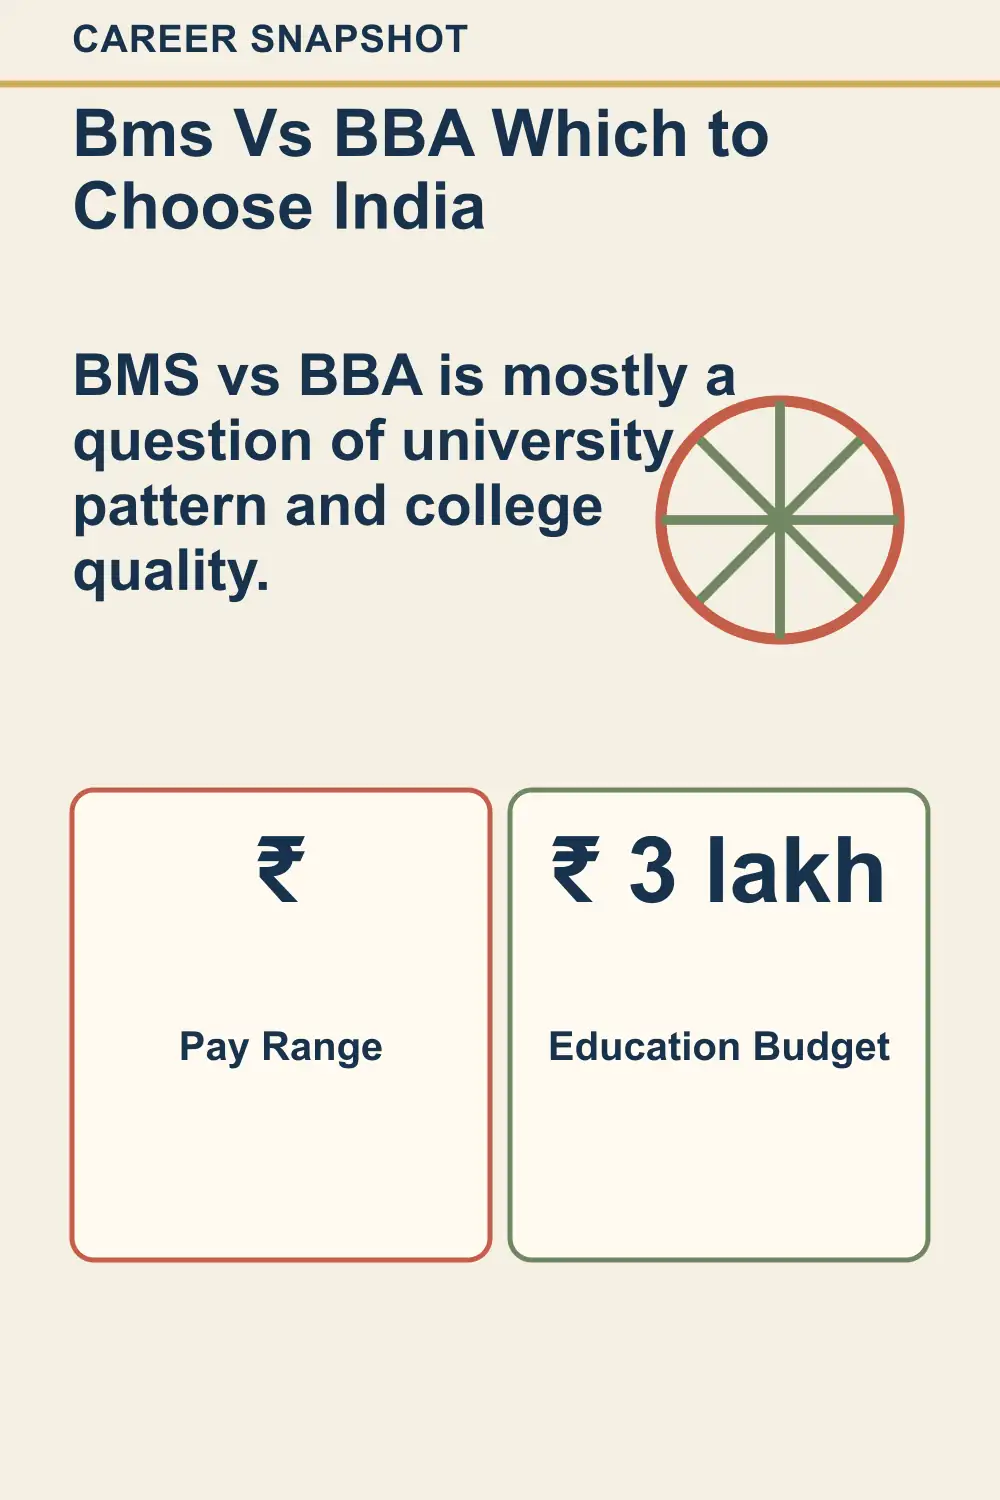 CAREER SNAPSHOT
Bms Vs BBA Which to
Choose India
BMS vs BBA is mostly a
question of university
pattern and college
quality.
₹
Pay Range
₹ 3 lakh
Education Budget